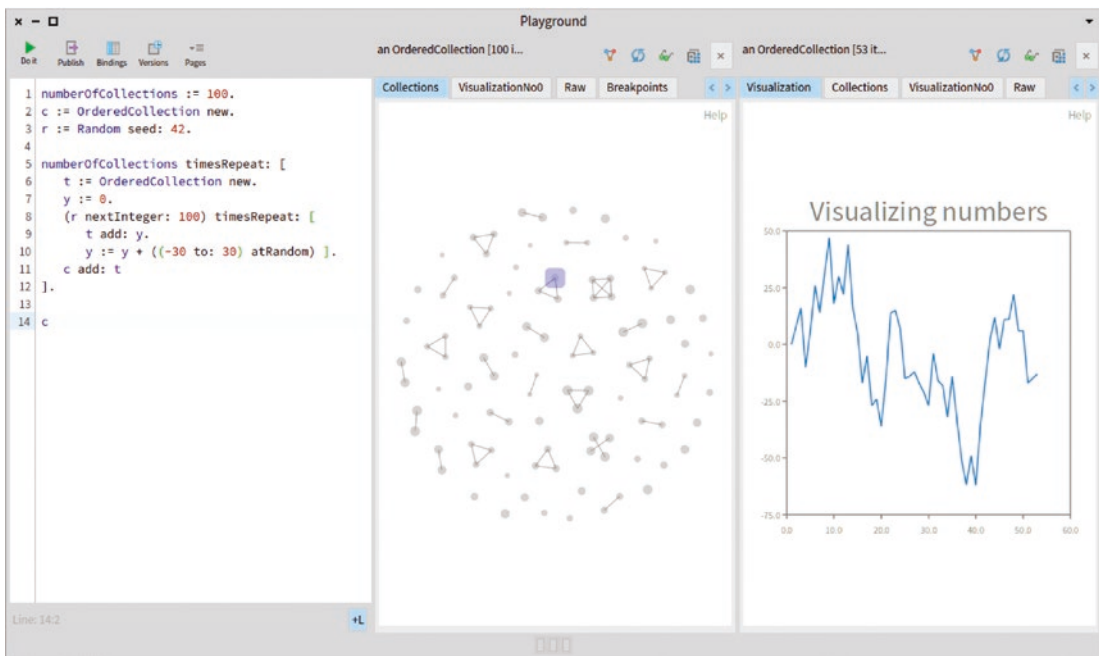 Playground
Do it
Publish
Bindings
Versions
Pages
1 numberOfCollections := 100.
2 c := OrderedCollection new.
3 r := Random seed: 42.
4
5 numberOfCollections timesRepeat: [
6 t := OrderedCollection new.
7 y := 0.
8 (r nextInteger: 100) timesRepeat: [
9 t add: y.
10 y := y + ((-30 to: 30) atRandom) ].
11 c add: t
12 ].
13
14 c
Line: 14:2
+L
an OrderedCollection [100 i...
Collections
VisualizationNo0
Raw
Breakpoints
Help
an OrderedCollection [53 it...
Visualization
Collections
VisualizationNo0
Raw
Help
Visualizing numbers
50.0
25.0
0.0
-25.0
-50.0
-75.0
0.0
10.0
20.0
30.0
40.0
50.0
60.0